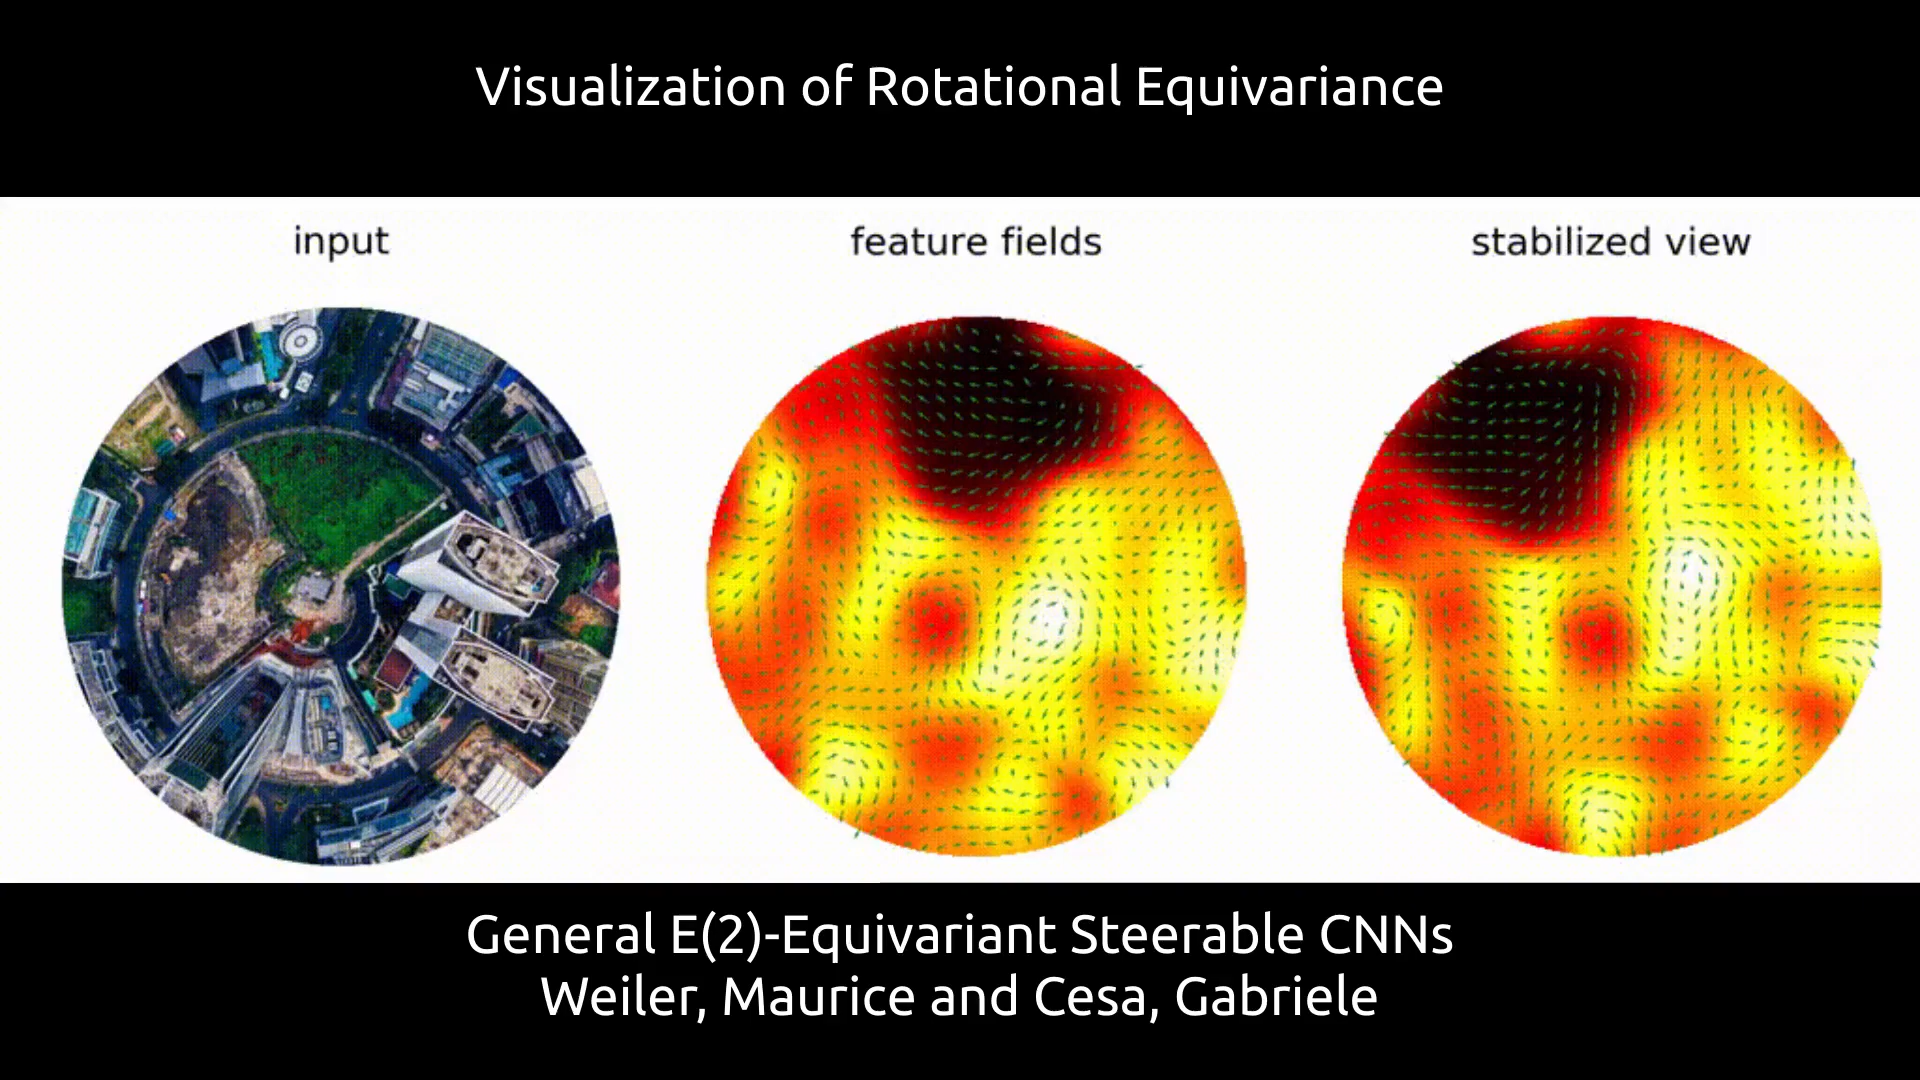 Visualization of Rotational Equivariance
input
feature fields
stabilized view
General E(2)-Equivariant Steerable CNNs
Weiler, Maurice and Cesa, Gabriele